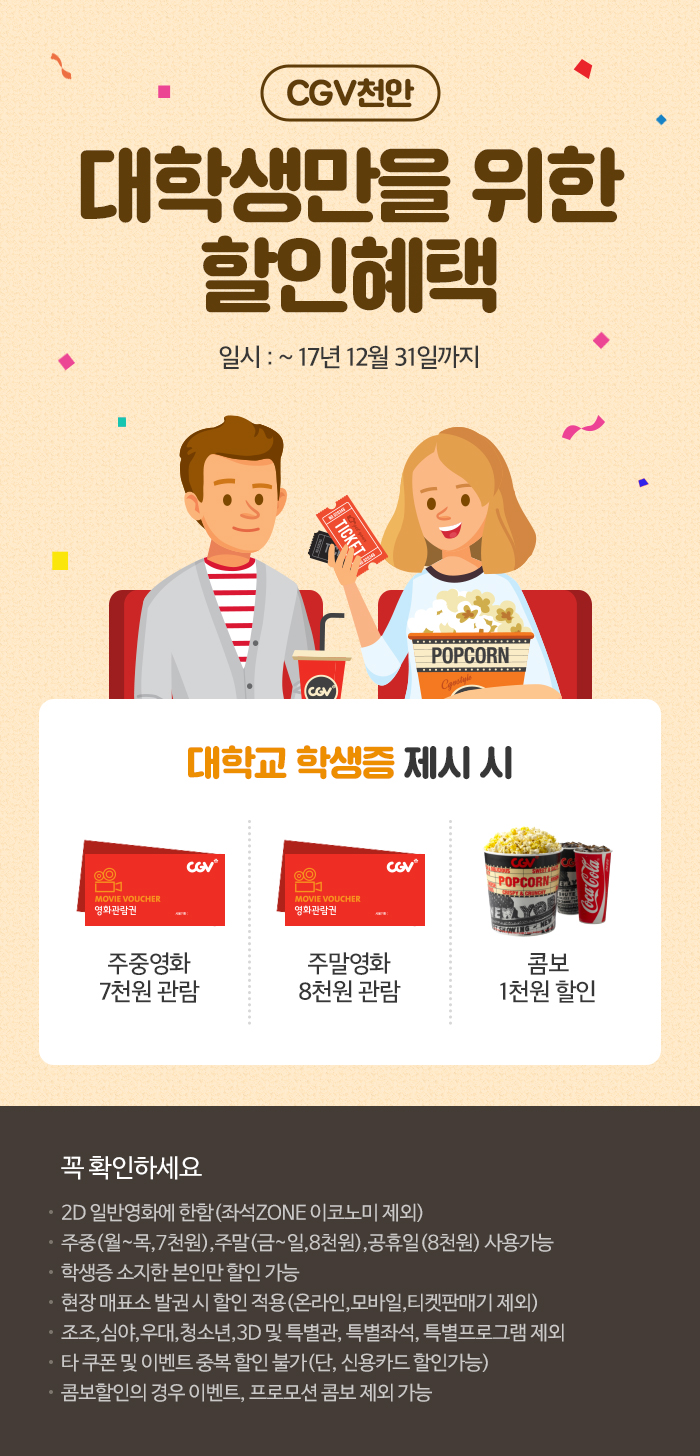 CGV천안
대학생만을 위한
할인혜택
일시 : ~ 17년 12월 31일까지
TICKET
POPCORN
CGV
대학교 학생증 제시 시
CGV
MOVIE VOUCHER
영화관람권
CGV
MOVIE VOUCHER
영화관람권
CGV
POPCORN
Coca-Cola
주중영화
7천원 관람
주말영화
8천원 관람
콤보
1천원 할인
꼭 확인하세요
· 2D 일반영화에 한함(좌석ZONE 이코노미 제외)
· 주중(월~목,7천원),주말(금~일,8천원),공휴일(8천원) 사용가능
· 학생증 소지한 본인만 할인 가능
· 현장 매표소 발권 시 할인 적용(온라인,모바일,티켓판매기 제외)
· 조조,심야,우대,청소년,3D 및 특별관, 특별좌석, 특별프로그램 제외
· 타 쿠폰 및 이벤트 중복 할인 불가(단, 신용카드 할인가능)
· 콤보할인의 경우 이벤트, 프로모션 콤보 제외 가능